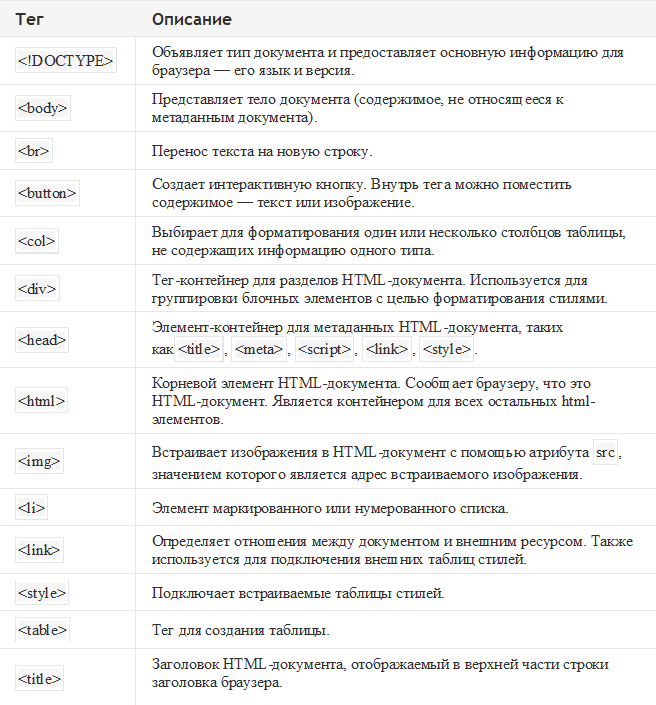 Тег Описание
<!DOCTYPE> Объявляет тип документа и предоставляет основную информацию для
браузера — его язык и версия.
<body> Представляет тело документа (содержимое, не относящееся к
метаданным документа).
<br> Перенос текста на новую строку.
<button> Создает интерактивную кнопку. Внутрь тега можно поместить
содержимое — текст или изображение.
<col> Выбирает для форматирования один или несколько столбцов таблицы,
не содержащих информацию одного типа.
<div> Тег-контейнер для разделов HTML-документа. Используется для
группировки блочных элементов с целью форматирования стилями.
<head> Элемент-контейнер для метаданных HTML-документа, таких
как <title>, <meta>, <script>, <link>, <style>.
<html> Корневой элемент HTML-документа. Сообщает браузеру, что это
HTML-документ. Является контейнером для всех остальных html-
элементов.
<img> Встраивает изображения в HTML-документ с помощью атрибута src,
значением которого является адрес встраиваемого изображения.
<li> Элемент маркированного или нумерованного списка.
<link> Определяет отношения между документом и внешним ресурсом. Также
используется для подключения внешних таблиц стилей.
<style> Подключает встраиваемые таблицы стилей.
<table> Тег для создания таблицы.
<title> Заголовок HTML-документа, отображаемый в верхней части строки
заголовка браузера.